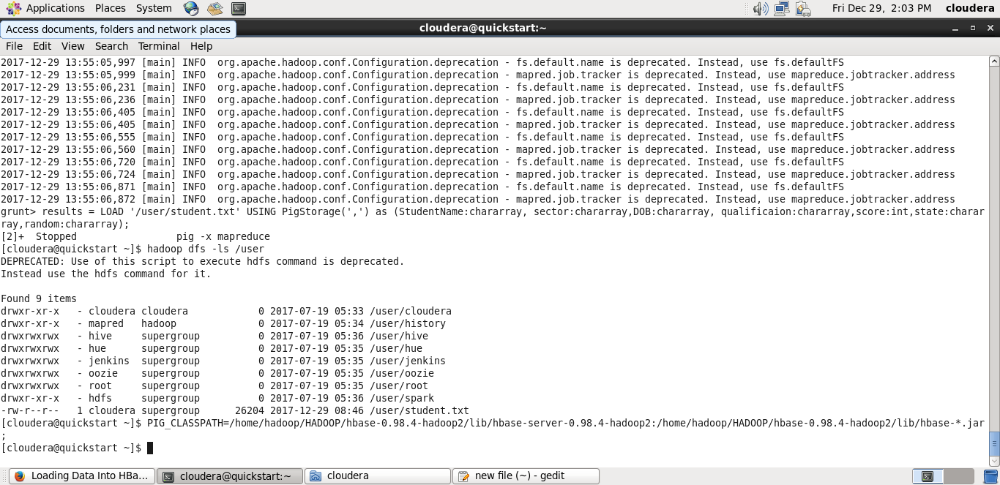 Applications Places System Fri Dec 29, 2:03 PM cloudera
Access documents, folders and network places cloudera@quickstart:~
File Edit View Search Terminal Help
2017-12-29 13:55:05,997 [main] INFO  org.apache.hadoop.conf.Configuration.deprecation - fs.default.name is deprecated. Instead, use fs.defaultFS
2017-12-29 13:55:05,999 [main] INFO  org.apache.hadoop.conf.Configuration.deprecation - mapred.job.tracker is deprecated. Instead, use mapreduce.jobtracker.address
2017-12-29 13:55:06,231 [main] INFO  org.apache.hadoop.conf.Configuration.deprecation - fs.default.name is deprecated. Instead, use fs.defaultFS
2017-12-29 13:55:06,236 [main] INFO  org.apache.hadoop.conf.Configuration.deprecation - mapred.job.tracker is deprecated. Instead, use mapreduce.jobtracker.address
2017-12-29 13:55:06,405 [main] INFO  org.apache.hadoop.conf.Configuration.deprecation - fs.default.name is deprecated. Instead, use fs.defaultFS
2017-12-29 13:55:06,405 [main] INFO  org.apache.hadoop.conf.Configuration.deprecation - mapred.job.tracker is deprecated. Instead, use mapreduce.jobtracker.address
2017-12-29 13:55:06,555 [main] INFO  org.apache.hadoop.conf.Configuration.deprecation - fs.default.name is deprecated. Instead, use fs.defaultFS
2017-12-29 13:55:06,560 [main] INFO  org.apache.hadoop.conf.Configuration.deprecation - mapred.job.tracker is deprecated. Instead, use mapreduce.jobtracker.address
2017-12-29 13:55:06,720 [main] INFO  org.apache.hadoop.conf.Configuration.deprecation - fs.default.name is deprecated. Instead, use fs.defaultFS
2017-12-29 13:55:06,724 [main] INFO  org.apache.hadoop.conf.Configuration.deprecation - mapred.job.tracker is deprecated. Instead, use mapreduce.jobtracker.address
2017-12-29 13:55:06,871 [main] INFO  org.apache.hadoop.conf.Configuration.deprecation - fs.default.name is deprecated. Instead, use fs.defaultFS
2017-12-29 13:55:06,872 [main] INFO  org.apache.hadoop.conf.Configuration.deprecation - mapred.job.tracker is deprecated. Instead, use mapreduce.jobtracker.address
grunt> results = LOAD '/user/student.txt' USING PigStorage(',') as (StudentName:chararray, sector:chararray,DOB:chararray, qualificaion:chararray,score:int,state:charar
ray,random:chararray);
[2]+  Stopped                 pig -x mapreduce
[cloudera@quickstart ~]$ hadoop dfs -ls /user
DEPRECATED: Use of this script to execute hdfs command is deprecated.
Instead use the hdfs command for it.
Found 9 items
drwxr-xr-x   - cloudera cloudera            0 2017-07-19 05:33 /user/cloudera
drwxr-xr-x   - mapred   hadoop              0 2017-07-19 05:34 /user/history
drwxrwxrwx   - hive     supergroup          0 2017-07-19 05:36 /user/hive
drwxrwxrwx   - hue      supergroup          0 2017-07-19 05:35 /user/hue
drwxrwxrwx   - jenkins  supergroup          0 2017-07-19 05:35 /user/jenkins
drwxrwxrwx   - oozie    supergroup          0 2017-07-19 05:35 /user/oozie
drwxrwxrwx   - root     supergroup          0 2017-07-19 05:35 /user/root
drwxr-xr-x   - hdfs     supergroup          0 2017-07-19 05:36 /user/spark
-rw-r--r--   1 cloudera supergroup      26204 2017-12-29 08:46 /user/student.txt
[cloudera@quickstart ~]$ PIG_CLASSPATH=/home/hadoop/HADOOP/hbase-0.98.4-hadoop2/lib/hbase-server-0.98.4-hadoop2:/home/hadoop/HADOOP/hbase-0.98.4-hadoop2/lib/hbase-*.jar
;
[cloudera@quickstart ~]$
Loading Data Into HBa... cloudera@quickstart:~ cloudera new file (~) - gedit